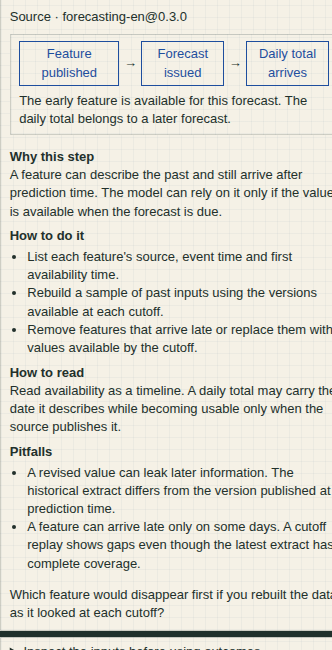 Source · forecasting-en@0.3.0
Feature published → Forecast issued → Daily total arrives
The early feature is available for this forecast. The
daily total belongs to a later forecast.
Why this step
A feature can describe the past and still arrive after
prediction time. The model can rely on it only if the value
is available when the forecast is due.
How to do it
• List each feature's source, event time and first
availability time.
• Rebuild a sample of past inputs using the versions
available at each cutoff.
• Remove features that arrive late or replace them with
values available by the cutoff.
How to read
Read availability as a timeline. A daily total may carry the
date it describes while becoming usable only when the
source publishes it.
Pitfalls
• A revised value can leak later information. The
historical extract differs from the version published at
prediction time.
• A feature can arrive late only on some days. A cutoff
replay shows gaps even though the latest extract has
complete coverage.
Which feature would disappear first if you rebuilt the data
as it looked at each cutoff?